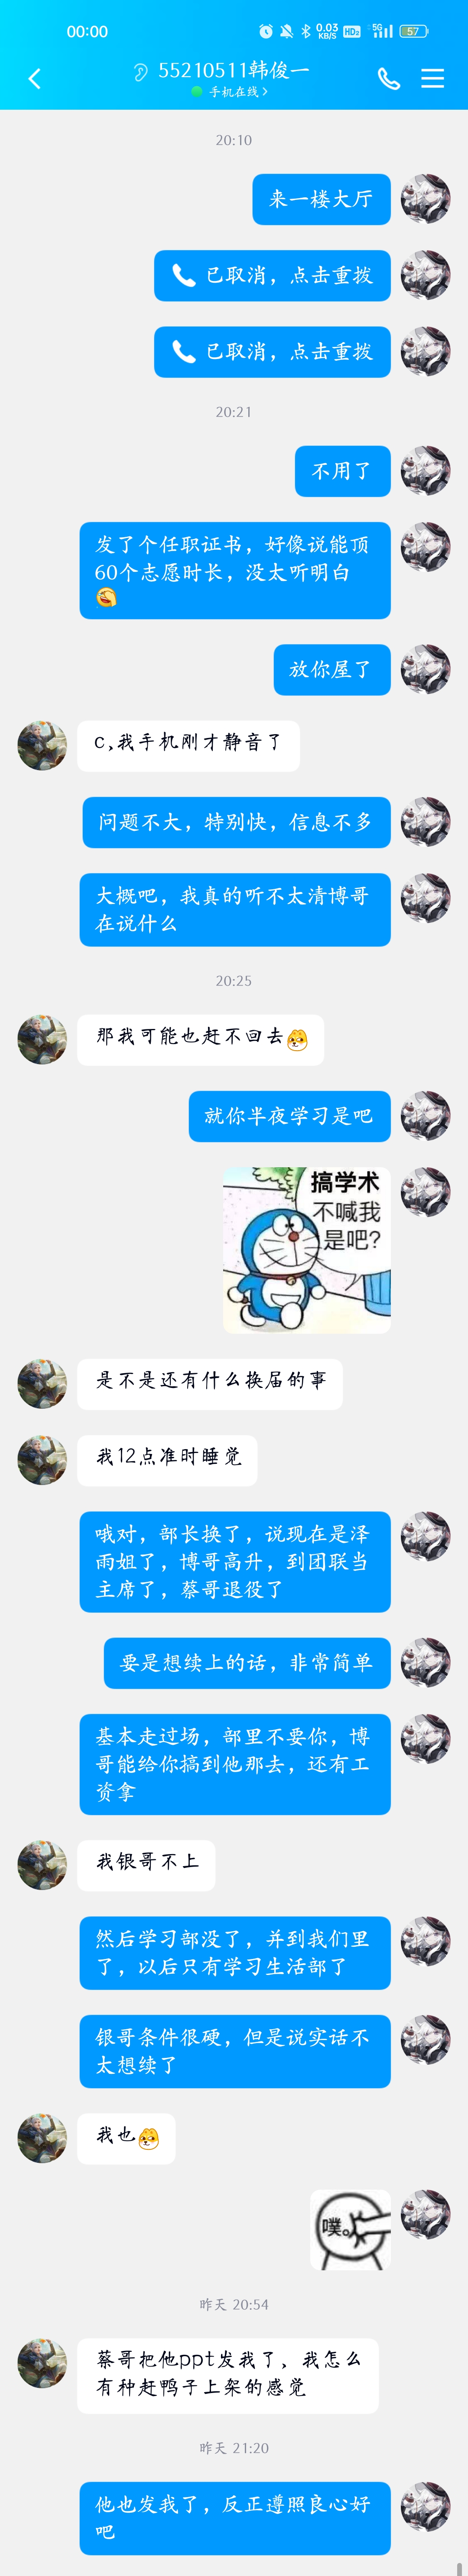 00:00
0.03
KB/S
HD2
5G
57
55210511韩俊一
手机在线
20:10
来一楼大厅
已取消，点击重拨
已取消，点击重拨
20:21
不用了
发了个任职证书，好像说能顶
60个志愿时长，没太听明白
放你屋了
c,我手机刚才静音了
问题不大，特别快，信息不多
大概吧，我真的听不太清博哥
在说什么
20:25
那我可能也赶不回去
就你半夜学习是吧
搞学术
不喊我
是吧?
是不是还有什么换届的事
我12点准时睡觉
哦对，部长换了，说现在是泽
雨姐了，博哥高升，到团联当
主席了，蔡哥退役了
要是想续上的话，非常简单
基本走过场，部里不要你，博
哥能给你搞到他那去，还有工
资拿
我银哥不上
然后学习部没了，并到我们里
了，以后只有学习生活部了
银哥条件很硬，但是说实话不
太想续了
我也
噗。
昨天 20:54
蔡哥把他ppt发我了，我怎么
有种赶鸭子上架的感觉
昨天 21:20
他也发我了，反正遵照良心好
吧